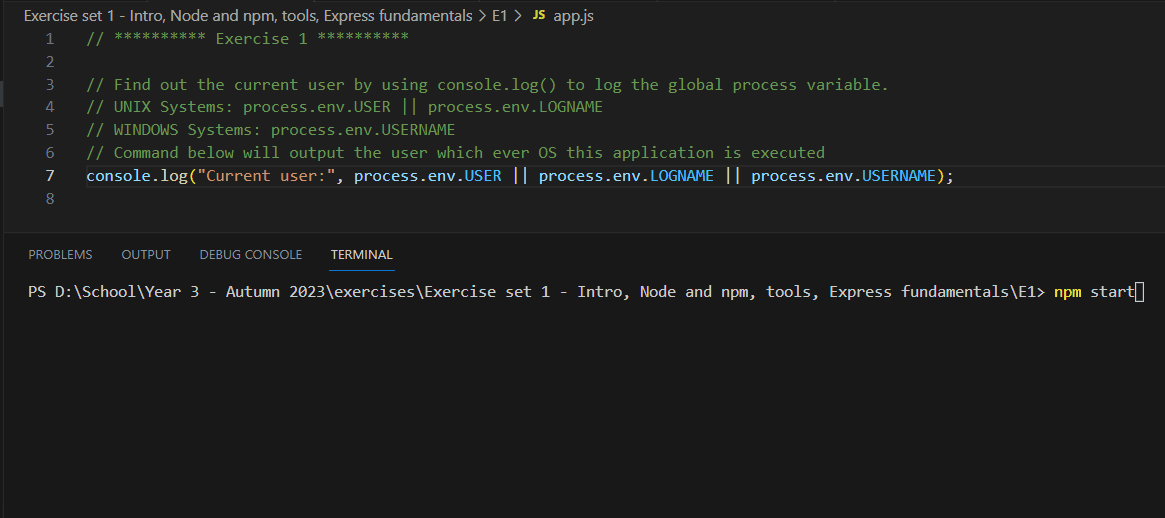 Exercise set 1 - Intro, Node and npm, tools, Express fundamentals > E1 > JS app.js
1 // ********** Exercise 1 **********
2
3 // Find out the current user by using console.log() to log the global process variable.
4 // UNIX Systems: process.env.USER || process.env.LOGNAME
5 // WINDOWS Systems: process.env.USERNAME
6 // Command below will output the user which ever OS this application is executed
7 console.log("Current user:", process.env.USER || process.env.LOGNAME || process.env.USERNAME);
8
PROBLEMS OUTPUT DEBUG CONSOLE TERMINAL
PS D:\School\Year 3 - Autumn 2023\exercises\Exercise set 1 - Intro, Node and npm, tools, Express fundamentals\E1> npm start